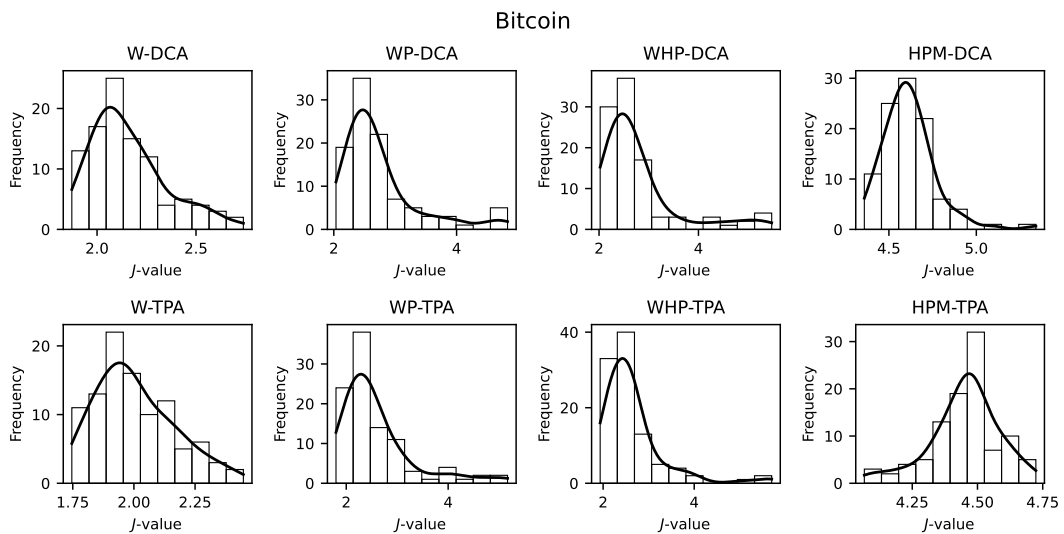 Bitcoin
W-DCA WP-DCA WHP-DCA HPM-DCA
Frequency Frequency Frequency Frequency
20 30 30 30
10 20 20 20
0 10 10 10
0 0 0
2.0 2.5 2 4 2 4 4.5 5.0
J-value J-value J-value J-value
W-TPA WP-TPA WHP-TPA HPM-TPA
Frequency Frequency Frequency Frequency
20 30 40 30
10 20 20 20
0 10 0 10
0 0
1.75 2.00 2.25 2 4 2 4 4.25 4.50 4.75
J-value J-value J-value J-value